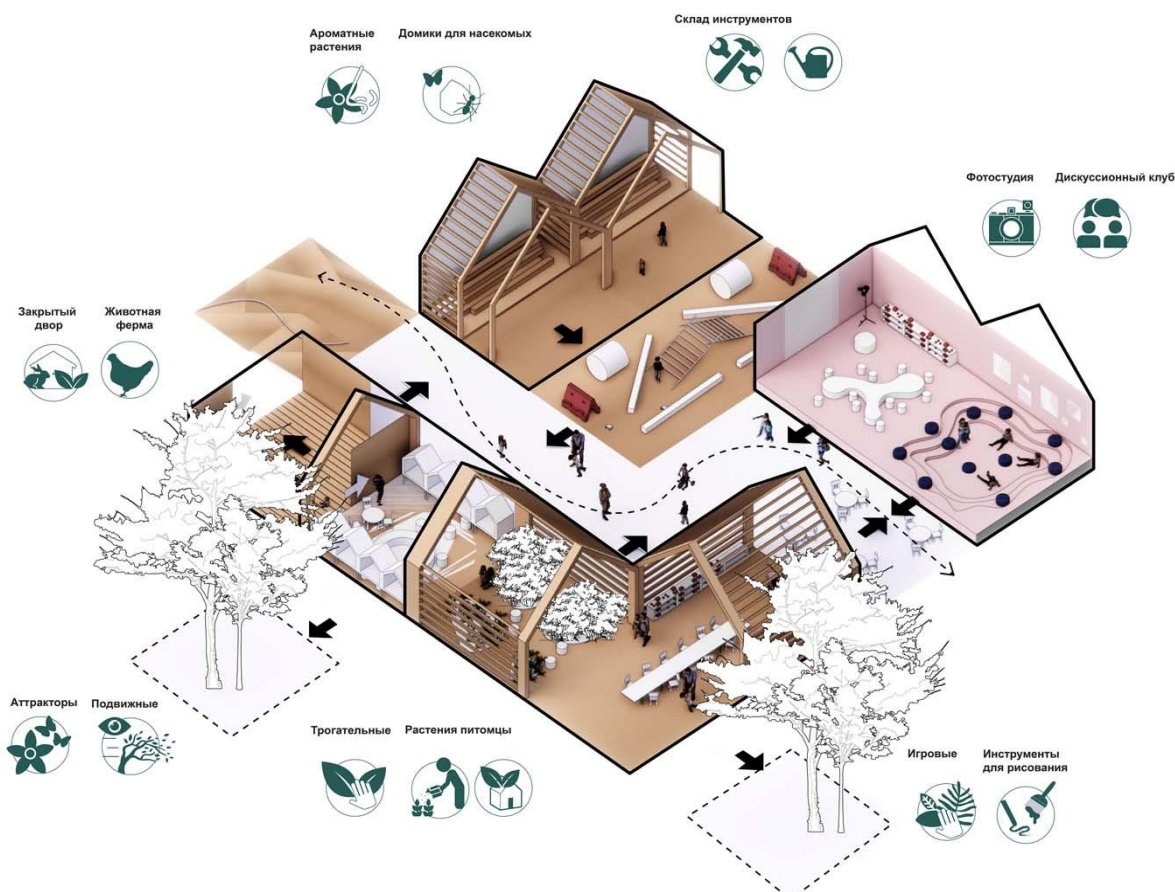 Склад инструментов
Ароматные
растения
Домики для насекомых
Фотостудия
Дискуссионный клуб
Закрытый
двор
Животная
ферма
Аттракторы
Подвижные
Трогательные
Растения питомцы
Игровые
Инструменты
для рисования